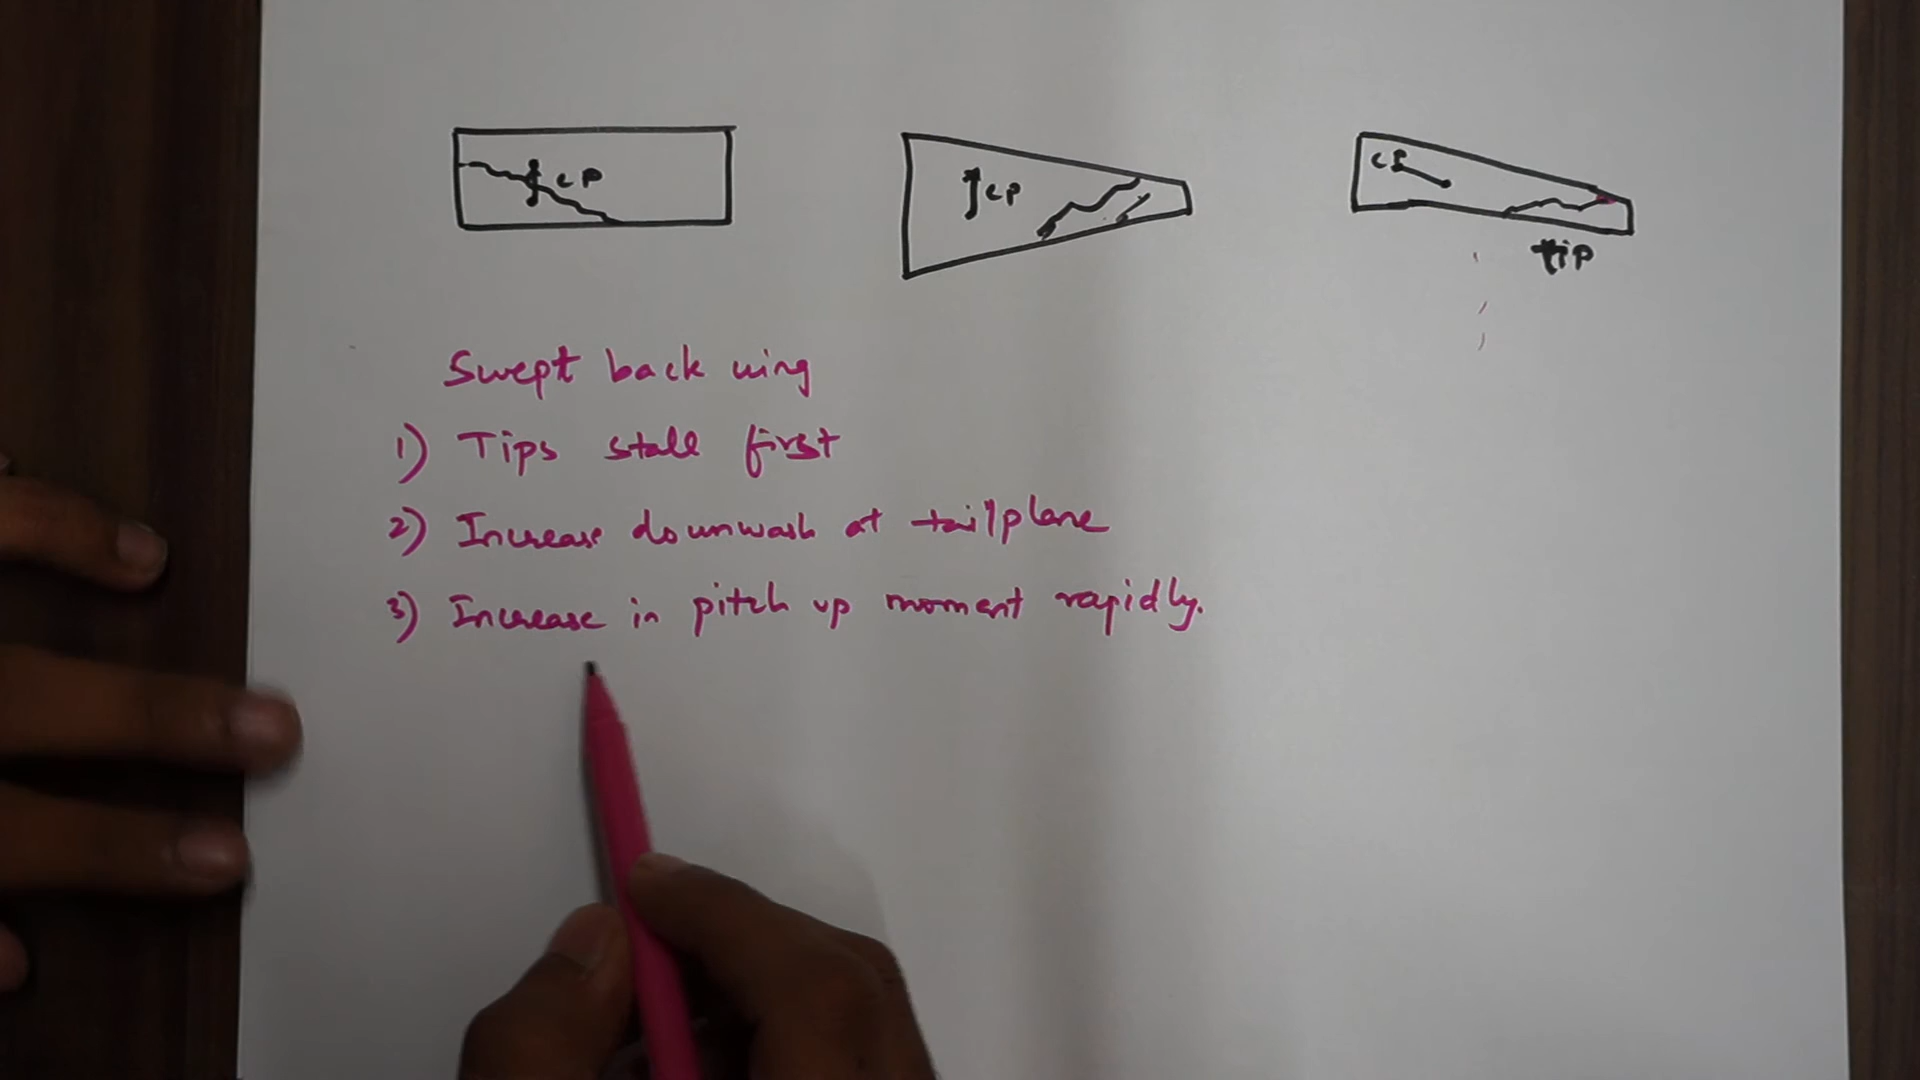 CP
CP
CP
tip
Swept back wing
1) Tips stall first
2) Increase downwash at tailplane
3) Increase in pitch up moment rapidly.